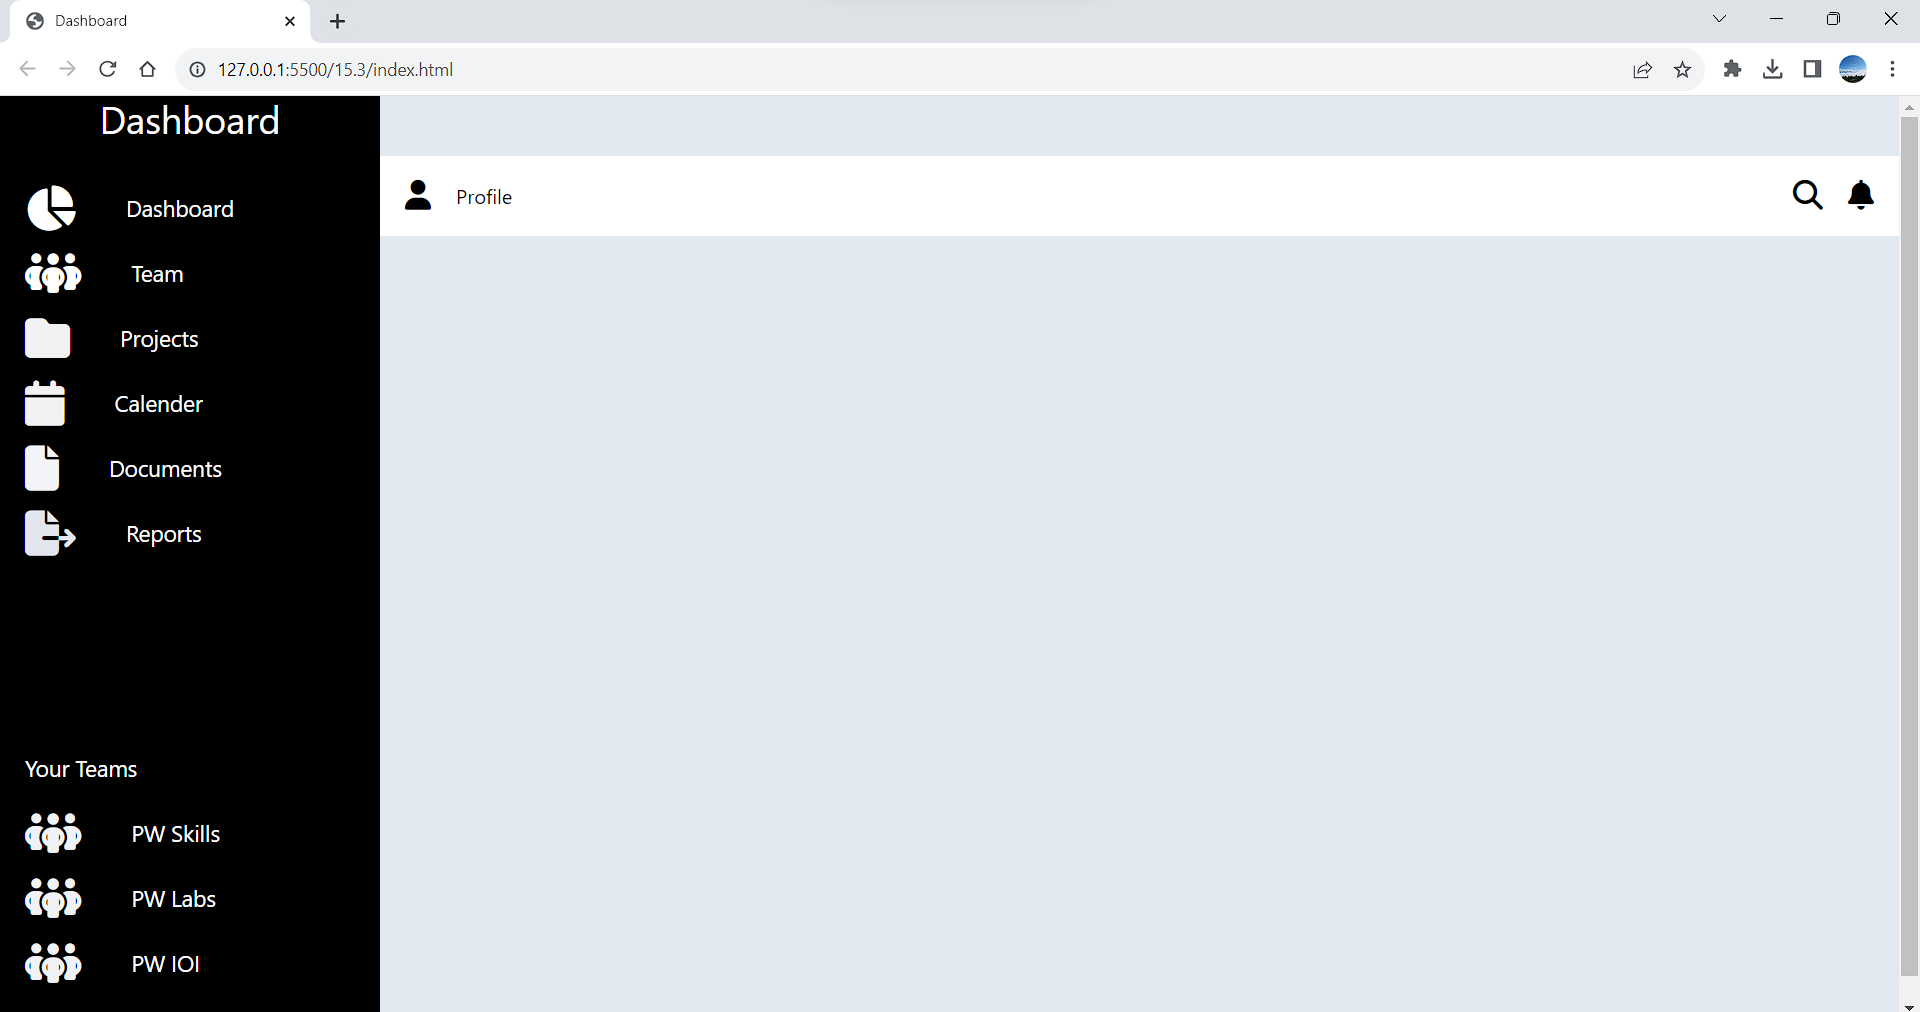 Dashboard
127.0.0.1:5500/15.3/index.html
Dashboard
Dashboard
Team
Projects
Calender
Documents
Reports
Your Teams
PW Skills
PW Labs
PW IOI
Profile